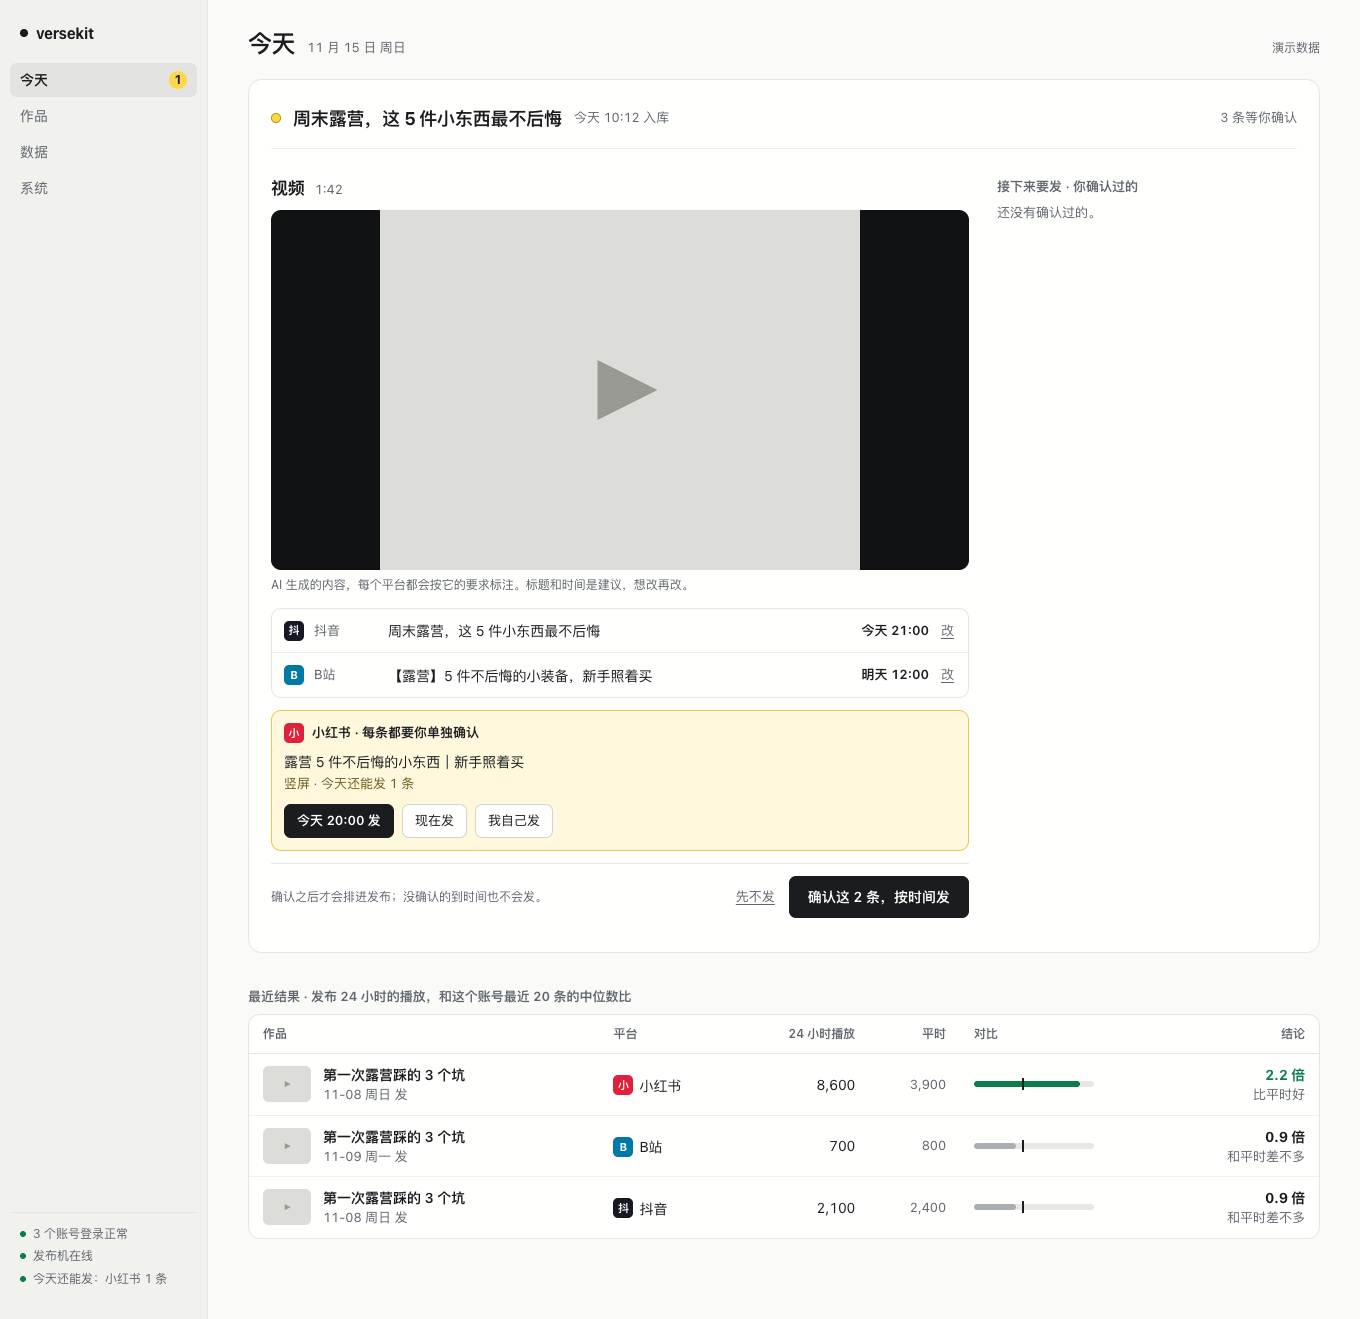 versekit
今天 1
作品
数据
系统
3 个账号登录正常
发布机在线
今天还能发：小红书 1 条
今天 11 月 15 日 周日
演示数据
周末露营，这 5 件小东西最不后悔 今天 10:12 入库
3 条等你确认
视频 1:42
AI 生成的内容，每个平台都会按它的要求标注。标题和时间是建议，想改再改。
抖 抖音 周末露营，这 5 件小东西最不后悔 今天 21:00 改
B B站 【露营】5 件不后悔的小装备，新手照着买 明天 12:00 改
小 小红书 · 每条都要你单独确认
露营 5 件不后悔的小东西｜新手照着买
竖屏 · 今天还能发 1 条
今天 20:00 发 现在发 我自己发
确认之后才会排进发布；没确认的到时间也不会发。
先不发 确认这 2 条，按时间发
接下来要发 · 你确认过的
还没有确认过的。
最近结果 · 发布 24 小时的播放，和这个账号最近 20 条的中位数比
作品 平台 24 小时播放 平时 对比 结论
第一次露营踩的 3 个坑
11-08 周日 发
小 小红书 8,600 3,900
2.2 倍
比平时好
第一次露营踩的 3 个坑
11-09 周一 发
B B站 700 800
0.9 倍
和平时差不多
第一次露营踩的 3 个坑
11-08 周日 发
抖 抖音 2,100 2,400
0.9 倍
和平时差不多